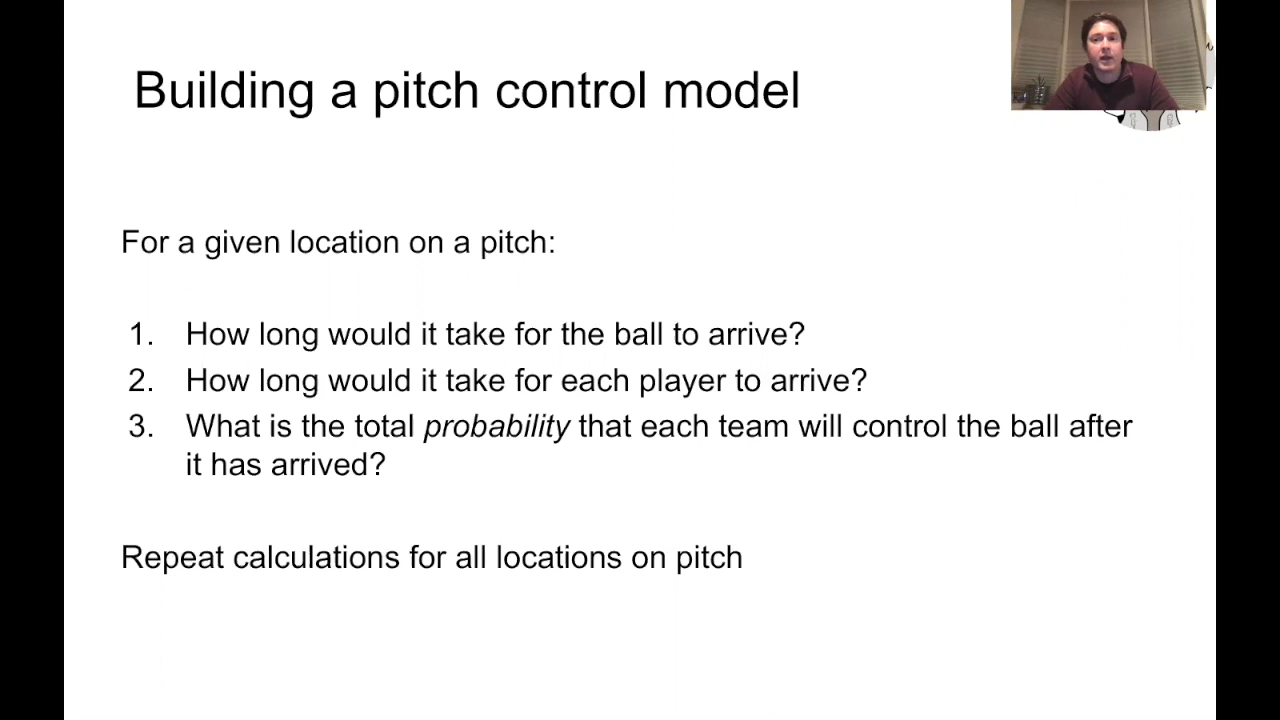 Building a pitch control model
For a given location on a pitch:
1. How long would it take for the ball to arrive?
2. How long would it take for each player to arrive?
3. What is the total probability that each team will control the ball after
it has arrived?
Repeat calculations for all locations on pitch